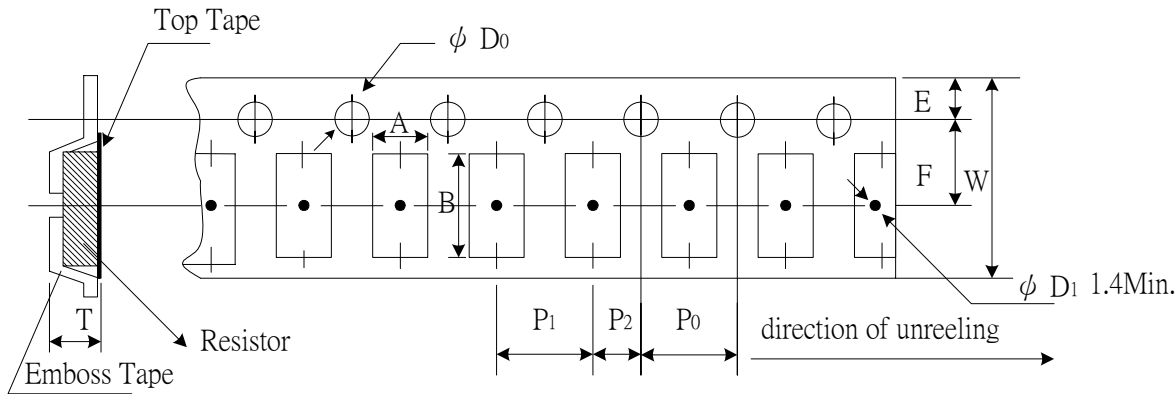 Top Tape
ψ D0
E
A
F
W
B
ψ D1 1.4Min.
T
P1
P2
P0
direction of unreeling
Resistor
Emboss Tape